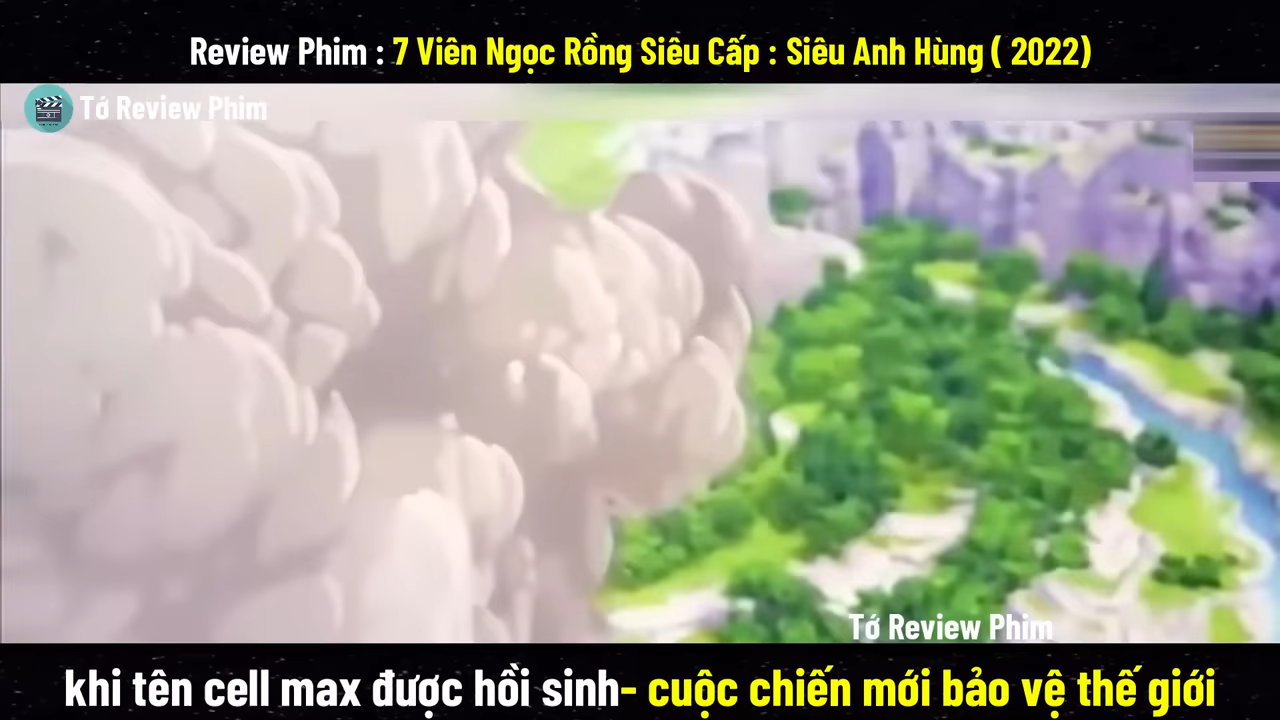 Review Phim : 7 Viên Ngọc Rồng Siêu Cấp : Siêu Anh Hùng ( 2022)
Tớ Review Phim
Tớ Review Phim
khi tên cell max được hồi sinh- cuộc chiến mới bảo vệ thế giới